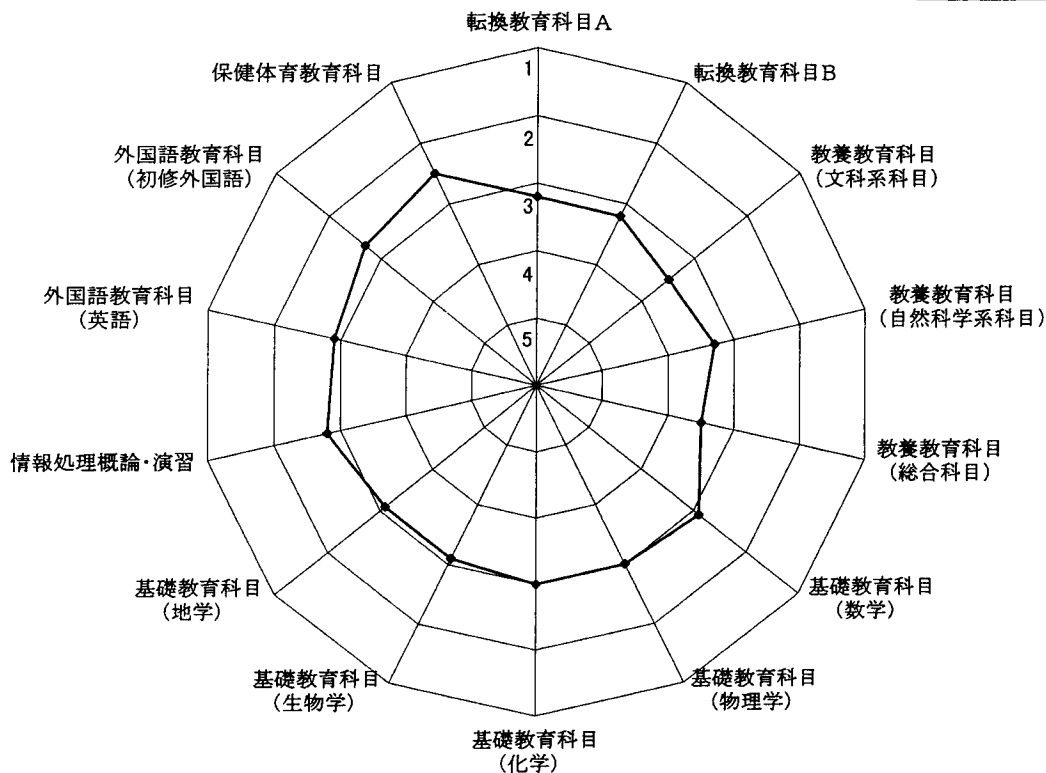 転換教育科目A
転換教育科目B
教養教育科目
(文科系科目)
教養教育科目
(自然科学系科目)
教養教育科目
(総合科目)
基礎教育科目
(数学)
基礎教育科目
(物理学)
基礎教育科目
(化学)
基礎教育科目
(生物学)
基礎教育科目
(地学)
情報処理概論・演習
外国語教育科目
(英語)
外国語教育科目
(初修外国語)
保健体育教育科目
1
2
3
4
5